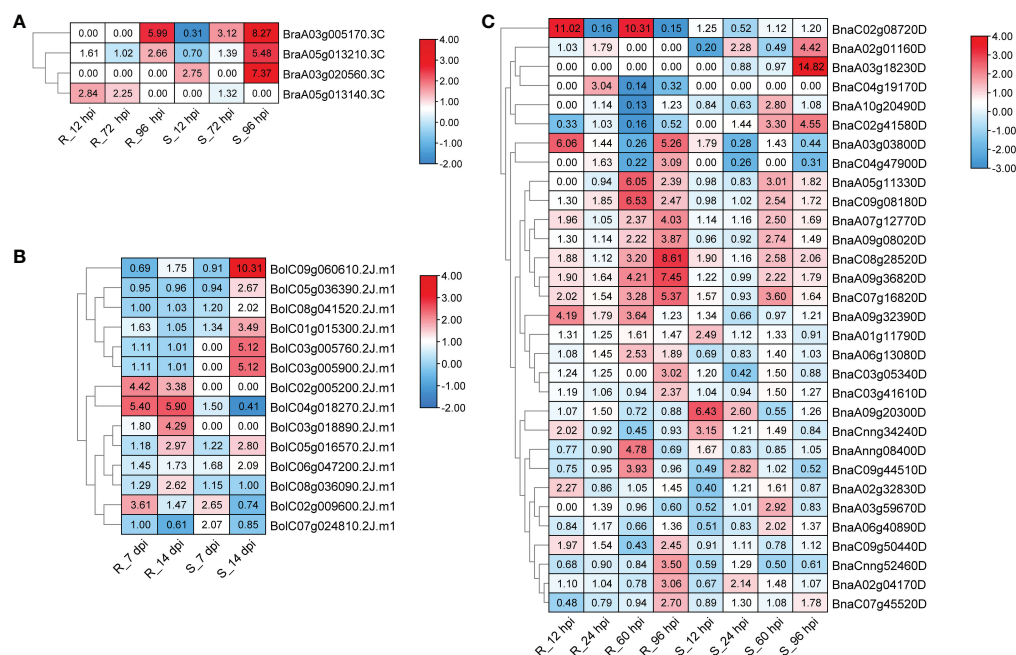 A
0.00 0.00 5.99 0.31 3.12 8.27 BraA03g005170.3C
1.61 1.02 2.66 0.70 1.39 5.48 BraA05g013210.3C
0.00 0.00 0.00 2.75 0.00 7.37 BraA03g020560.3C
2.84 2.25 0.00 0.00 1.32 0.00 BraA05g013140.3C
R_12 hpi R_72 hpi R_96 hpi S_12 hpi S_72 hpi S_96 hpi
4.00
3.00
2.00
1.00
0.00
-1.00
-2.00
B
0.69 1.75 0.91 10.31 BolC09g060610.2J.m1
0.95 0.96 0.94 2.67 BolC05g036390.2J.m1
1.00 1.03 1.20 2.02 BolC08g041520.2J.m1
1.63 1.05 1.34 3.49 BolC01g015300.2J.m1
1.11 1.01 0.00 5.12 BolC03g005760.2J.m1
1.11 1.01 0.00 5.12 BolC03g005900.2J.m1
4.42 3.38 0.00 0.00 BolC02g005200.2J.m1
5.40 5.90 1.50 0.41 BolC04g018270.2J.m1
1.80 4.29 0.00 0.00 BolC03g018890.2J.m1
1.18 2.97 1.22 2.80 BolC05g016570.2J.m1
1.45 1.73 1.68 2.09 BolC06g047200.2J.m1
1.29 2.62 1.15 1.00 BolC08g036090.2J.m1
3.61 1.47 2.65 0.74 BolC02g009600.2J.m1
1.00 0.61 2.07 0.85 BolC07g024810.2J.m1
R_7 dpi R_14 dpi S_7 dpi S_14 dpi
4.00
3.00
2.00
1.00
0.00
-1.00
-2.00
C
11.02 0.16 10.31 0.15 1.25 0.52 1.12 1.20 BnaC02g08720D
1.03 1.79 0.00 0.00 0.20 2.28 0.49 4.42 BnaA02g01160D
0.00 0.00 0.00 0.00 0.00 0.88 0.97 14.82 BnaA03g18230D
0.00 3.04 0.14 0.32 0.00 0.00 0.00 0.00 BnaC04g19170D
0.00 1.14 0.13 1.23 0.84 0.63 2.80 1.08 BnaA10g20490D
0.33 1.03 0.16 0.52 0.00 1.44 3.30 4.55 BnaC02g41580D
6.06 1.44 0.26 5.26 1.79 0.28 1.43 0.44 BnaA03g03800D
0.00 1.63 0.22 3.09 0.00 0.26 0.00 0.31 BnaC04g47900D
0.00 0.94 6.05 2.39 0.98 0.83 3.01 1.82 BnaA05g11330D
1.30 1.85 6.53 2.47 0.98 1.02 2.54 1.72 BnaC09g08180D
1.96 1.05 2.37 4.03 1.14 1.16 2.50 1.69 BnaA07g12770D
1.30 1.14 2.22 3.87 0.96 0.92 2.74 1.49 BnaA09g08020D
1.88 1.12 3.20 8.61 1.90 1.16 2.58 2.06 BnaC08g28520D
1.90 1.64 4.21 7.45 1.22 0.99 2.22 1.79 BnaA09g36820D
2.02 1.54 3.28 5.37 1.57 0.93 3.60 1.64 BnaC07g16820D
4.19 1.79 3.64 1.23 1.34 0.66 0.97 1.21 BnaA09g32390D
1.31 1.25 1.61 1.47 2.49 1.12 1.33 0.91 BnaA01g11790D
1.08 1.45 2.53 1.89 0.69 0.83 1.40 1.03 BnaA06g13080D
1.24 1.25 0.00 3.02 1.20 0.42 1.50 0.88 BnaC03g05340D
1.19 1.06 0.94 2.37 1.04 0.94 1.50 1.27 BnaC03g41610D
1.07 1.50 0.72 0.88 6.43 2.60 0.55 1.26 BnaA09g20300D
2.02 0.92 0.45 0.93 3.15 1.21 1.49 0.84 BnaCnng34240D
0.77 0.90 4.78 0.69 1.67 0.83 0.85 1.05 BnaAnng08400D
0.75 0.95 3.93 0.96 0.49 2.82 1.02 0.52 BnaC09g44510D
2.27 0.86 1.05 1.45 0.40 1.21 1.61 0.87 BnaA02g32830D
0.00 1.39 0.96 0.60 0.52 1.01 2.92 0.83 BnaA03g59670D
0.84 1.17 0.66 1.36 0.51 0.83 2.02 1.37 BnaA06g40890D
1.97 1.54 0.43 2.45 0.91 1.11 0.78 1.12 BnaC09g50440D
0.68 0.90 0.84 3.50 0.59 1.29 0.50 0.61 BnaCnng52460D
1.10 1.04 0.78 3.06 0.67 2.14 1.48 1.07 BnaA02g04170D
0.48 0.79 0.94 2.70 0.89 1.30 1.08 1.78 BnaC07g45520D
R_12 hpi R_24 hpi R_60 hpi R_96 hpi S_12 hpi S_24 hpi S_60 hpi S_96 hpi
4.00
3.00
2.00
1.00
0.00
-1.00
-2.00
-3.00